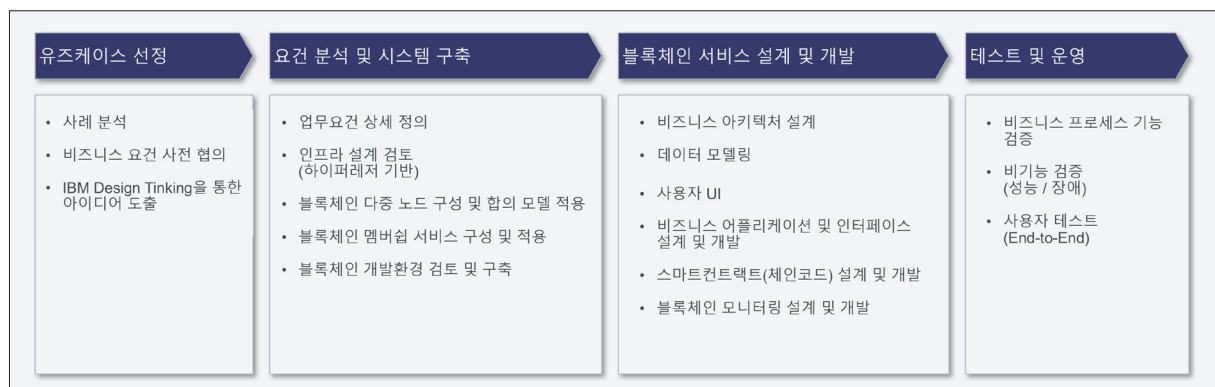 유즈케이스 선정
요건 분석 및 시스템 구축
블록체인 서비스 설계 및 개발
테스트 및 운영
• 사례 분석
• 비즈니스 요건 사전 협의
• IBM Design Tinking을 통한
아이디어 도출
• 업무요건 상세 정의
• 인프라 설계 검토
(하이퍼레저 기반)
• 블록체인 다중 노드 구성 및 합의 모델 적용
• 블록체인 멤버쉽 서비스 구성 및 적용
• 블록체인 개발환경 검토 및 구축
• 비즈니스 아키텍처 설계
• 데이터 모델링
• 사용자 UI
• 비즈니스 어플리케이션 및 인터페이스
설계 및 개발
• 스마트컨트랙트(체인코드) 설계 및 개발
• 블록체인 모니터링 설계 및 개발
• 비즈니스 프로세스 기능
검증
• 비기능 검증
(성능 / 장애)
• 사용자 테스트
(End-to-End)